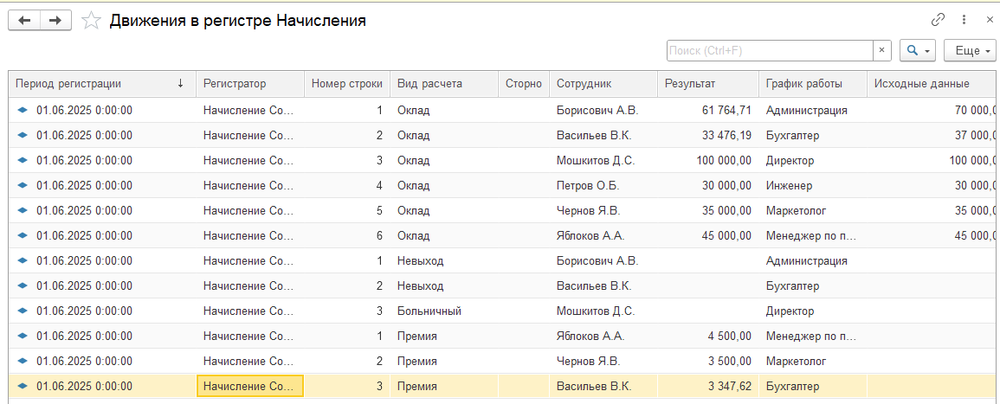 Движения в регистре Начисления
Поиск (Ctrl+F) × Еще
Период регистрации ↓ Регистратор Номер строки Вид расчета Сторно Сотрудник Результат График работы Исходные данные
01.06.2025 0:00:00 Начисление Со... 1 Оклад Борисович А.В. 61 764,71 Администрация 70 000,0
01.06.2025 0:00:00 Начисление Со... 2 Оклад Васильев В.К. 33 476,19 Бухгалтер 37 000,0
01.06.2025 0:00:00 Начисление Со... 3 Оклад Мошкитов Д.С. 100 000,00 Директор 100 000,0
01.06.2025 0:00:00 Начисление Со... 4 Оклад Петров О.Б. 30 000,00 Инженер 30 000,0
01.06.2025 0:00:00 Начисление Со... 5 Оклад Чернов Я.В. 35 000,00 Маркетолог 35 000,0
01.06.2025 0:00:00 Начисление Со... 6 Оклад Яблоков А.А. 45 000,00 Менеджер по п... 45 000,0
01.06.2025 0:00:00 Начисление Со... 1 Невыход Борисович А.В. Администрация
01.06.2025 0:00:00 Начисление Со... 2 Невыход Васильев В.К. Бухгалтер
01.06.2025 0:00:00 Начисление Со... 3 Больничный Мошкитов Д.С. Директор
01.06.2025 0:00:00 Начисление Со... 1 Премия Яблоков А.А. 4 500,00 Менеджер по п...
01.06.2025 0:00:00 Начисление Со... 2 Премия Чернов Я.В. 3 500,00 Маркетолог
01.06.2025 0:00:00 Начисление Со... 3 Премия Васильев В.К. 3 347,62 Бухгалтер